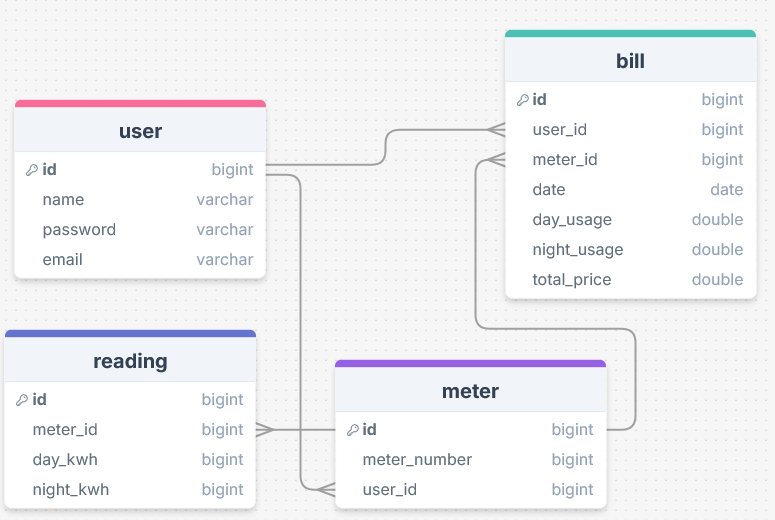 user
id bigint
name varchar
password varchar
email varchar
bill
id bigint
user_id bigint
meter_id bigint
date date
day_usage double
night_usage double
total_price double
reading
id bigint
meter_id bigint
day_kwh bigint
night_kwh bigint
meter
id bigint
meter_number bigint
user_id bigint